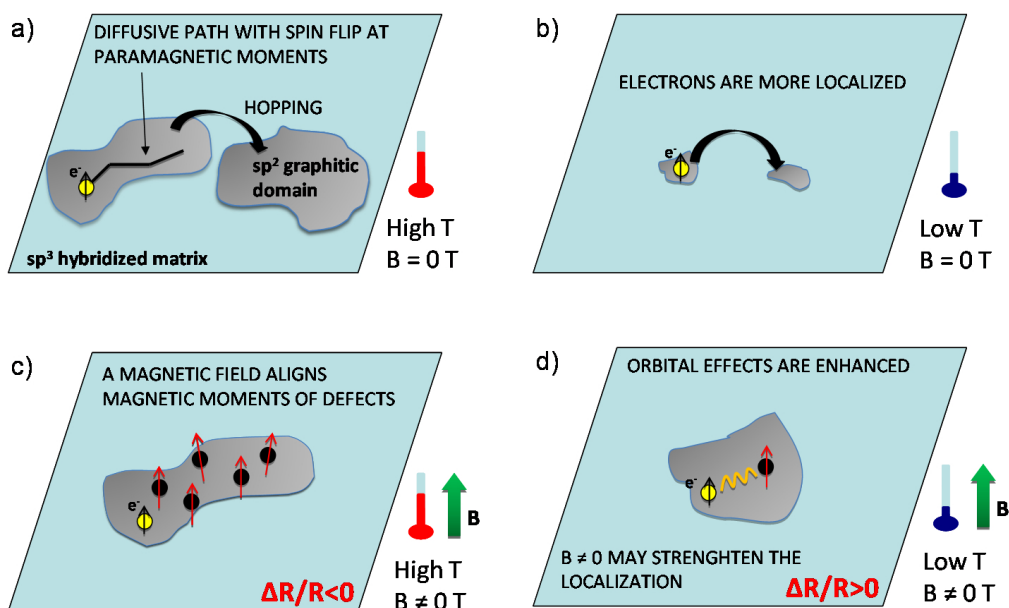 a)
DIFFUSIVE PATH WITH SPIN FLIP AT
PARAMAGNETIC MOMENTS
HOPPING
e-
sp² graphitic
domain
sp³ hybridized matrix
High T
B = 0 T
b)
ELECTRONS ARE MORE LOCALIZED
e-
Low T
B = 0 T
c)
A MAGNETIC FIELD ALIGNS
MAGNETIC MOMENTS OF DEFECTS
e-
ΔR/R<0
B
High T
B ≠ 0 T
d)
ORBITAL EFFECTS ARE ENHANCED
e-
B ≠ 0 MAY STRENGHTEN THE
LOCALIZATION
ΔR/R>0
B
Low T
B ≠ 0 T